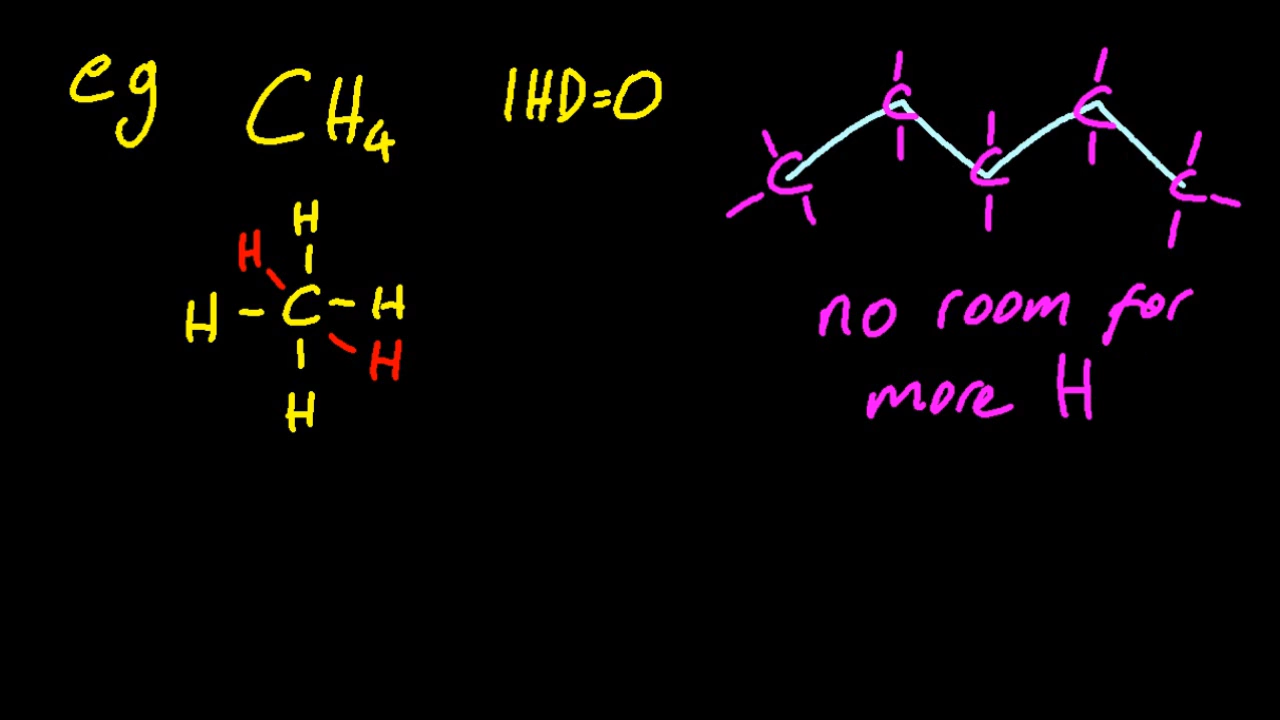 eg CH4 IHD=0
C C C C C
H
H
H - C - H
H
H
no room for
more H